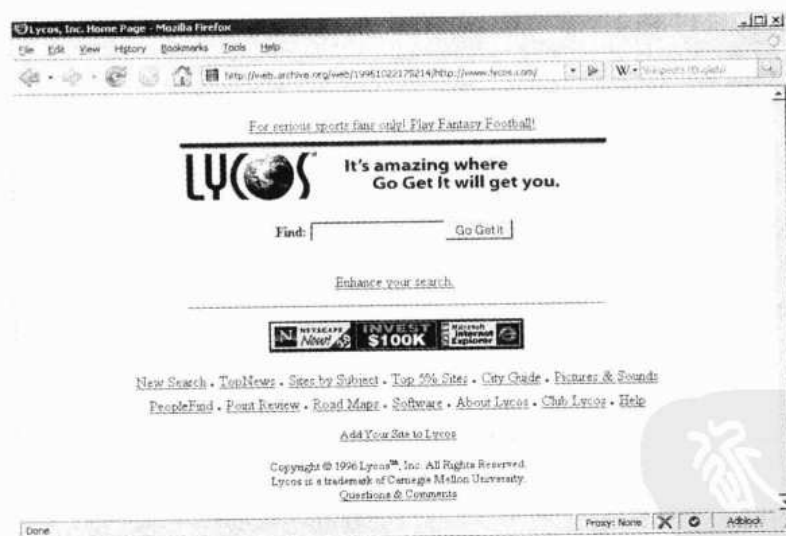 Lycos, Inc. Home Page - Mozilla Firefox
File Edit View History Bookmarks Tools Help
http://web.archive.org/web/19961022175214/http://www.lycos.com/ W
For serious sports fans only! Play Fantasy Football!
LYCOS™ It's amazing where
Go Get It will get you.
Find: Go Get It
Enhance your search.
N NETSCAPE Now! INVEST $100K Microsoft Internet Explorer
New Search • TopNews • Sites by Subject • Top 5% Sites • City Guide • Pictures & Sounds
PeopleFind • Point Review • Road Maps • Software • About Lycos • Club Lycos • Help
Add Your Site to Lycos
Copyright © 1996 Lycos™, Inc. All Rights Reserved.
Lycos is a trademark of Carnegie Mellon University.
Questions & Comments
Done Proxy: None Adblock